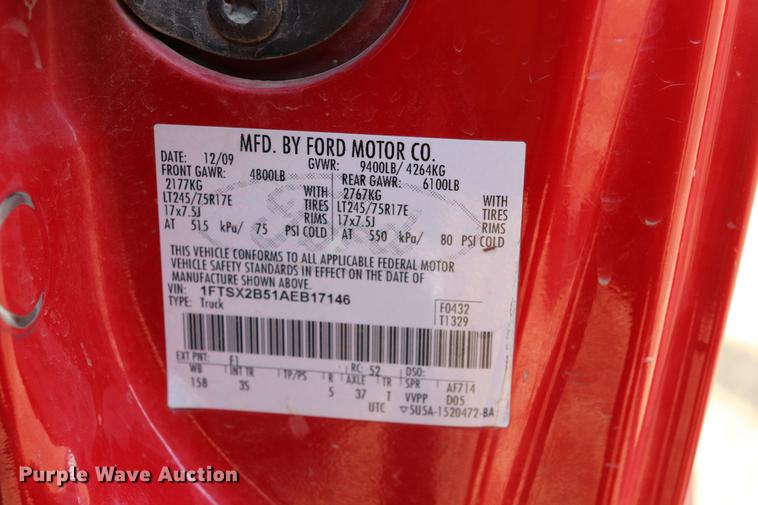 MFD. BY FORD MOTOR CO.
DATE: 12/09 GVWR: 9400LB/ 4264KG
FRONT GAWR: 4800LB REAR GAWR: 6100LB
2177KG WITH 2767KG WITH
LT245/75R17E TIRES LT245/75R17E TIRES
17x7.5J RIMS 17x7.5J RIMS
AT 515 kPa/ 75 PSI COLD AT 550 kPa/ 80 PSI COLD
THIS VEHICLE CONFORMS TO ALL APPLICABLE FEDERAL MOTOR
VEHICLE SAFETY STANDARDS IN EFFECT ON THE DATE OF
MANUFACTURE SHOWN ABOVE.
VIN: 1FTSX2B51AEB17146 F0432
TYPE: Truck T1329
EXT PNT: F1 RC: 52 DSO:
WB INT TR TP/PS R AXLE TR SPR AF714
158 35 5 37 T VVPP D05
UTC ▽5U5A-1520472-BA
Purple Wave Auction